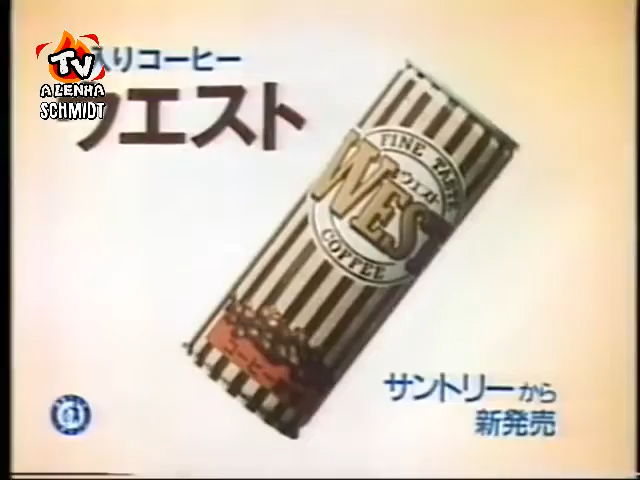 TV
A LENHA
SCHMIDT
入りコーヒー
ウエスト
FINE TASTE
ウエスト
WEST
COFFEE
コーヒー
サントリーから
新発売